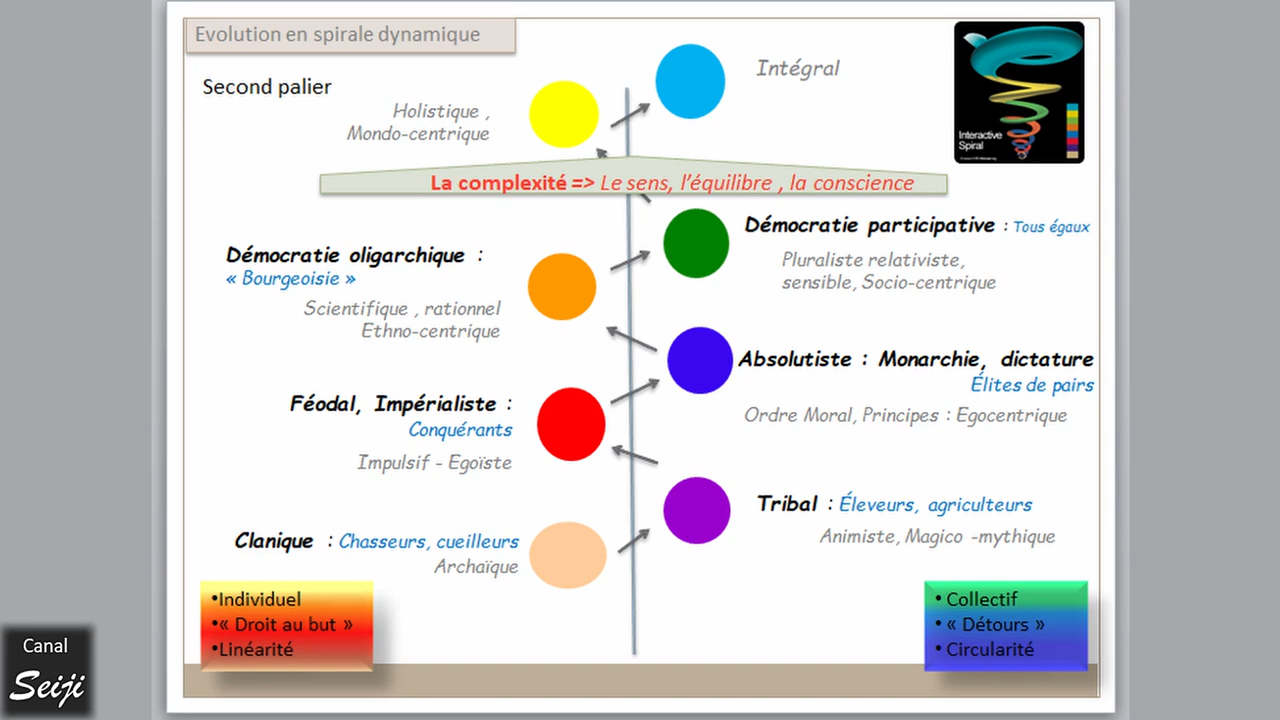 Evolution en spirale dynamique
Second palier
Intégral
Holistique ,
Mondo-centrique
Interactive
Spiral
La complexité => Le sens, l'équilibre , la conscience
Démocratie participative : Tous égaux
Pluraliste relativiste,
sensible, Socio-centrique
Démocratie oligarchique :
« Bourgeoisie »
Scientifique , rationnel
Ethno-centrique
Absolutiste : Monarchie, dictature
Élites de pairs
Ordre Moral, Principes : Egocentrique
Féodal, Impérialiste :
Conquérants
Impulsif - Egoïste
Tribal : Éleveurs, agriculteurs
Animiste, Magico -mythique
Clanique : Chasseurs, cueilleurs
Archaïque
•Individuel
•« Droit au but »
•Linéarité
• Collectif
• « Détours »
• Circularité
Canal
Seiji